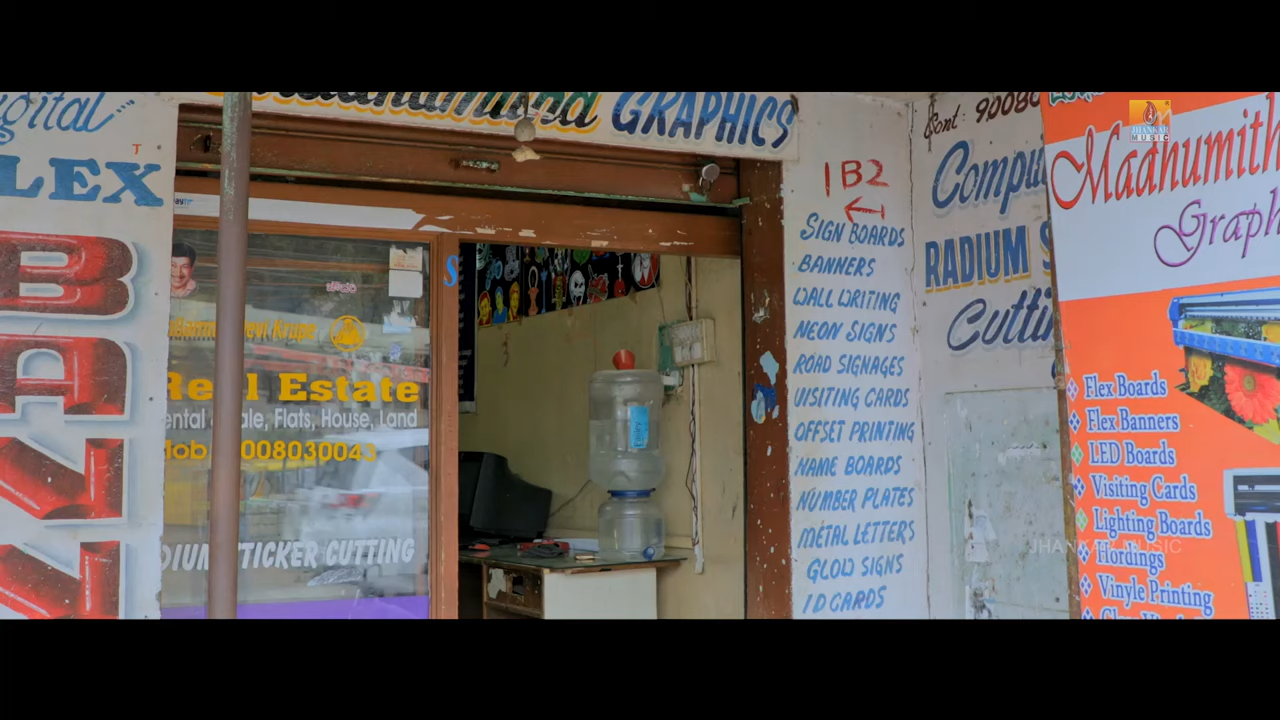 igital
LEX
GRAPHICS
Real Estate
ental Sale, Flats, House, Land
Mob 9008030043
DIUM STICKER CUTTING
1B2
SIGN BOARDS
BANNERS
WALL WRITING
NEON SIGNS
ROAD SIGNAGES
VISITING CARDS
OFFSET PRINTING
NAME BOARDS
NUMBER PLATES
METAL LETTERS
GLOW SIGNS
ID CARDS
Cont: 90080
Compu
RADIUM S
Cutti
JHANKAR
MUSIC
Madhumith
Graph
Flex Boards
Flex Banners
LED Boards
Visiting Cards
Lighting Boards
Hordings
Vinyle Printing